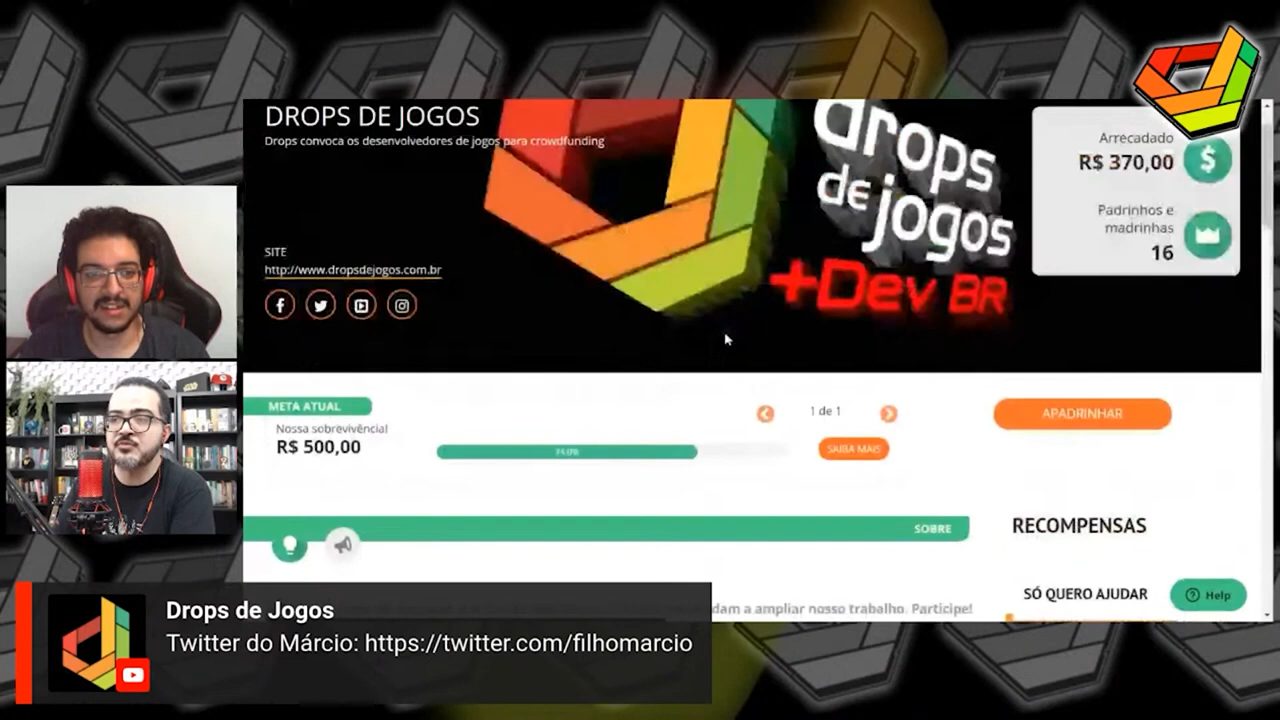 DROPS DE JOGOS
Drops convoca os desenvolvedores de jogos para crowdfunding
SITE
http://www.dropsdejogos.com.br
drops
de jogos
+Dev BR
Arrecadado
R$ 370,00
Padrinhos e
madrinhas
16
META ATUAL
Nossa sobrevivência!
R$ 500,00
74.0%
1 de 1
SAIBA MAIS
APADRINHAR
SOBRE
RECOMPENSAS
SÓ QUERO AJUDAR
Help
dam a ampliar nosso trabalho. Participe!
Drops de Jogos
Twitter do Márcio: https://twitter.com/filhomarcio